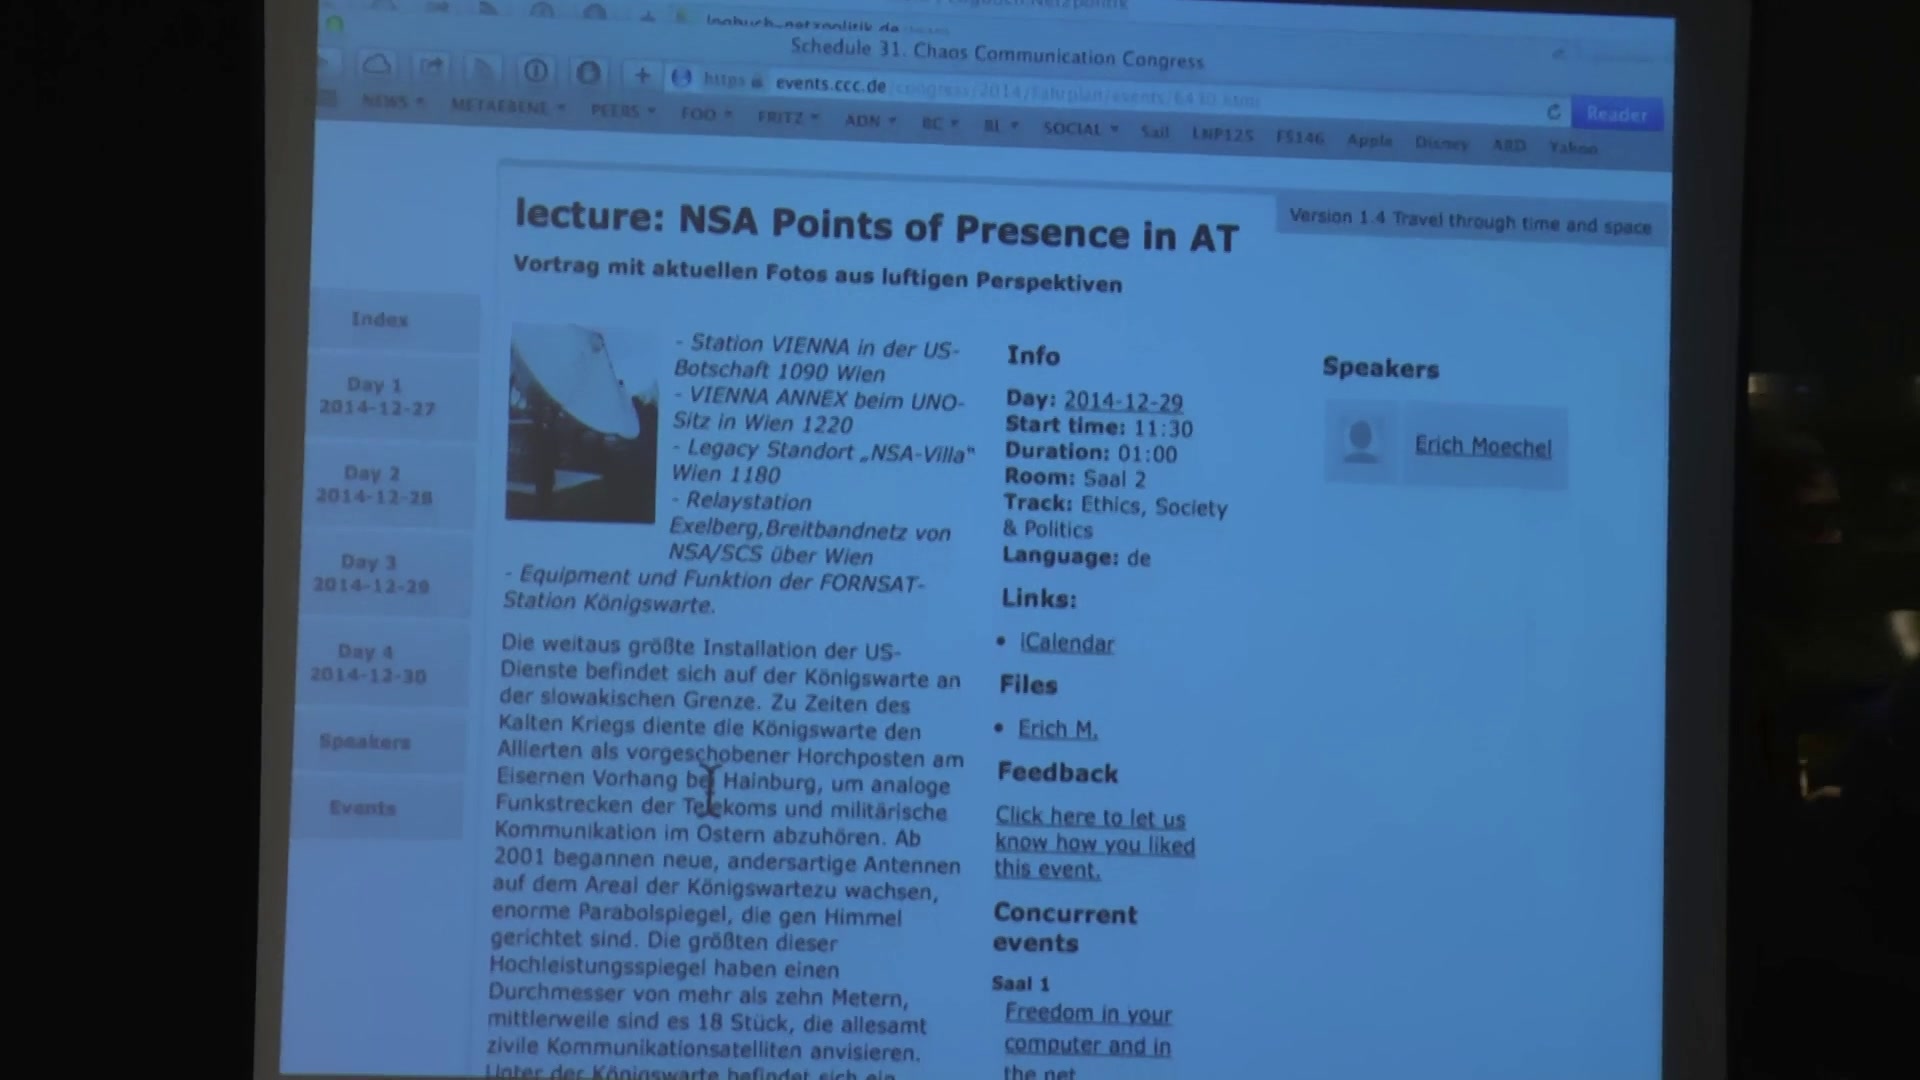 logbuch-netzpolitik.de
Schedule 31. Chaos Communication Congress
https events.ccc.de/congress/2014/Fahrplan/events/6430.html
Reader
NEWS METAEBENE PEERS FOO FRITZ ADN BC BL SOCIAL Sail LNP125 FS146 Apple Disney ARD Yahoo
Version 1.4 Travel through time and space
lecture: NSA Points of Presence in AT
Vortrag mit aktuellen Fotos aus luftigen Perspektiven
Index
Day 1
2014-12-27
Day 2
2014-12-28
Day 3
2014-12-29
Day 4
2014-12-30
Speakers
Events
- Station VIENNA in der US-
Botschaft 1090 Wien
- VIENNA ANNEX beim UNO-
Sitz in Wien 1220
- Legacy Standort „NSA-Villa"
Wien 1180
- Relaystation
Exelberg,Breitbandnetz von
NSA/SCS über Wien
- Equipment und Funktion der FORNSAT-
Station Königswarte.
Die weitaus größte Installation der US-
Dienste befindet sich auf der Königswarte an
der slowakischen Grenze. Zu Zeiten des
Kalten Kriegs diente die Königswarte den
Allierten als vorgeschobener Horchposten am
Eisernen Vorhang bei Hainburg, um analoge
Funkstrecken der Telekoms und militärische
Kommunikation im Ostern abzuhören. Ab
2001 begannen neue, andersartige Antennen
auf dem Areal der Königswartezu wachsen,
enorme Parabolspiegel, die gen Himmel
gerichtet sind. Die größten dieser
Hochleistungsspiegel haben einen
Durchmesser von mehr als zehn Metern,
mittlerweile sind es 18 Stück, die allesamt
zivile Kommunikationsatelliten anvisieren.
Unter der Königswarte befindet sich ein
Info
Day: 2014-12-29
Start time: 11:30
Duration: 01:00
Room: Saal 2
Track: Ethics, Society
& Politics
Language: de
Links:
• iCalendar
Files
• Erich M.
Feedback
Click here to let us
know how you liked
this event.
Concurrent
events
Saal 1
Freedom in your
computer and in
the net
Speakers
Erich Moechel